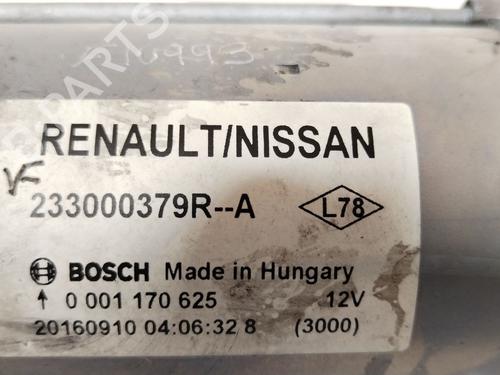 PARTS
RENAULT/NISSAN
VF
233000379R--A
L78
BOSCH Made in Hungary
0 001 170 625 12V
20160910 04:06:32 8 (3000)